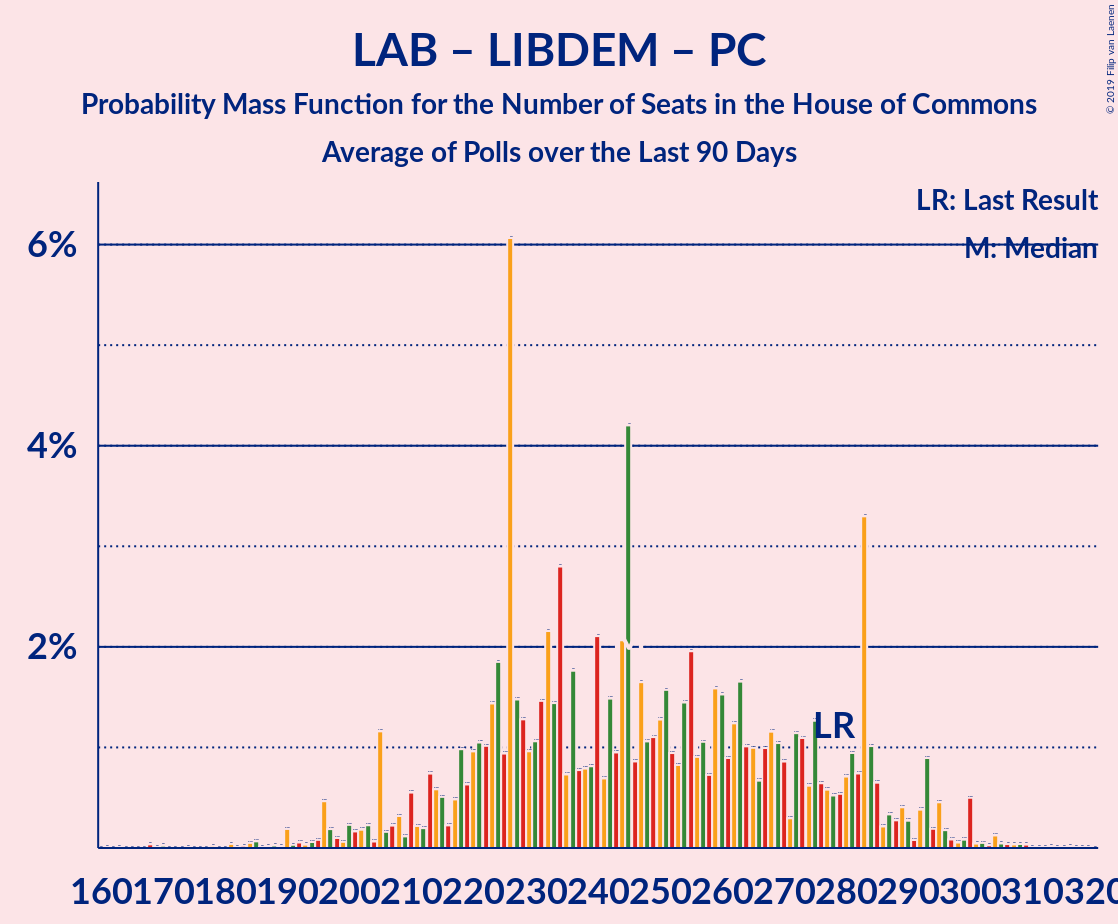 LAB – LIBDEM – PC
Probability Mass Function for the Number of Seats in the House of Commons
Average of Polls over the Last 90 Days
© 2019 Filip van Laenen
LR: Last Result
M: Median
6%
4%
2%
LR
160170180190200210220230240250260270280290300310320